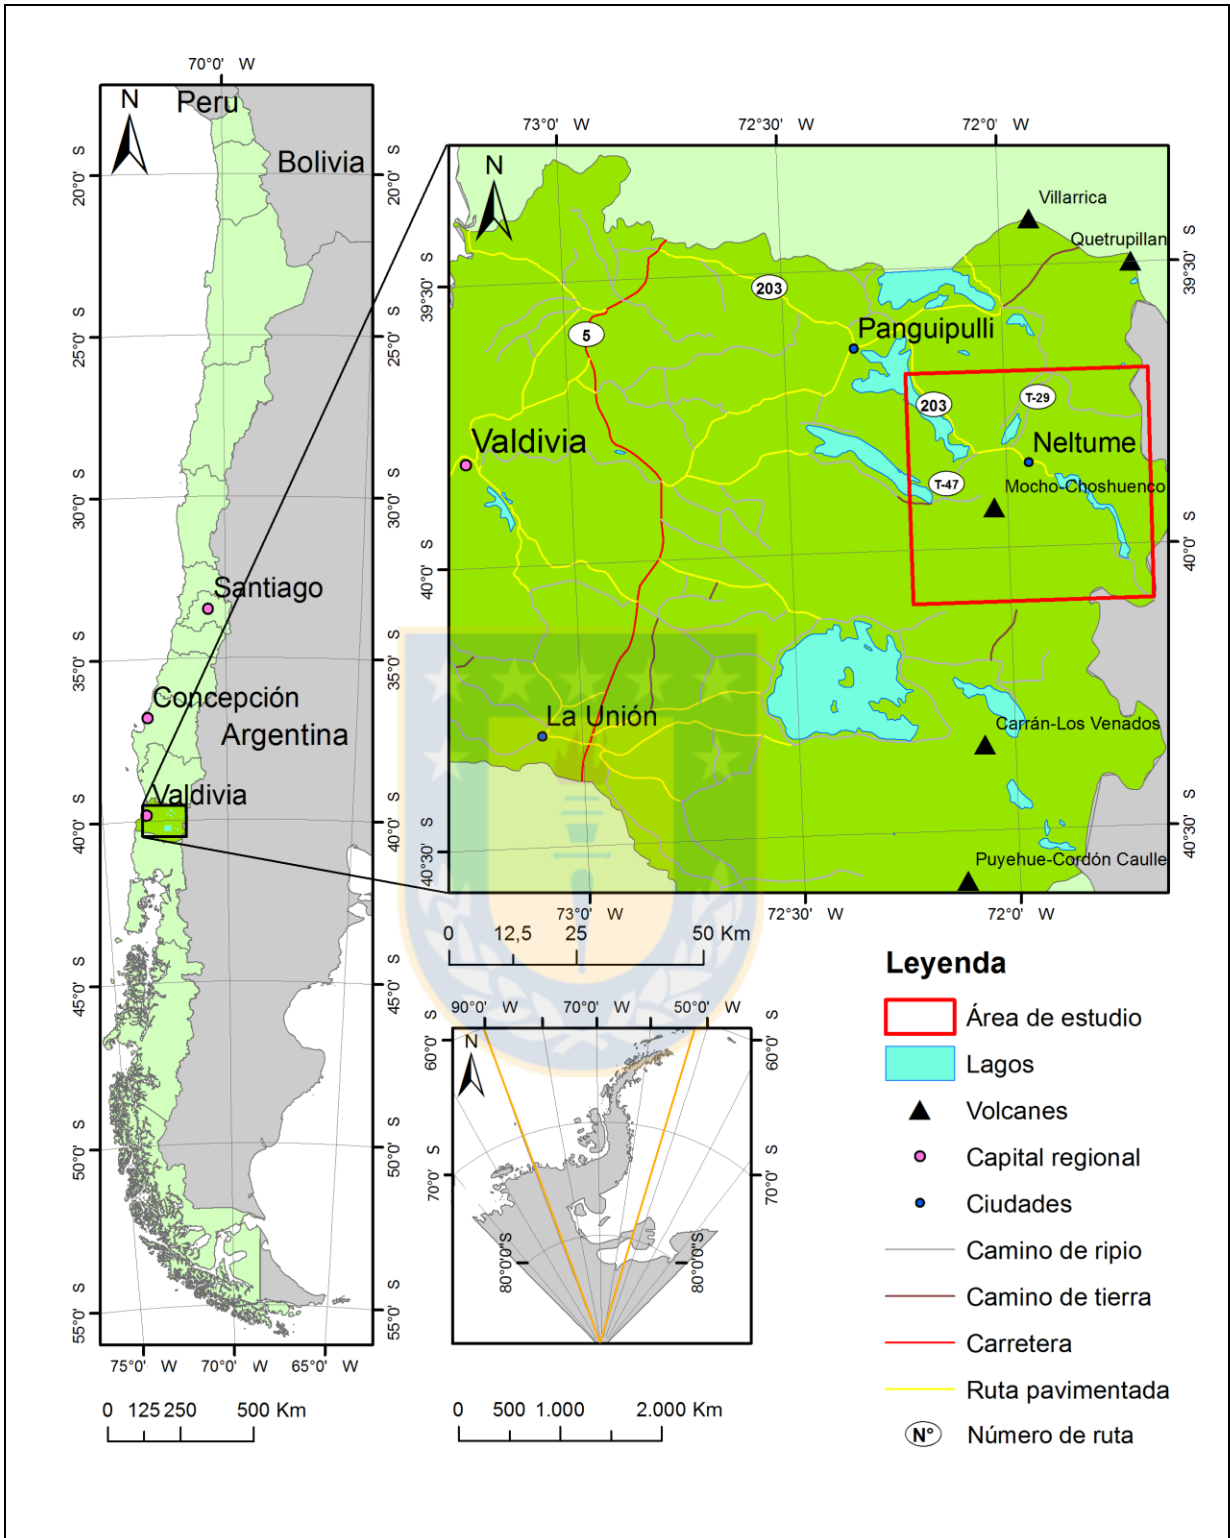 70°0' W
N
Peru
Bolivia
20°0' S
20°0' S
25°0' S
25°0' S
30°0' S
30°0' S
Santiago
35°0' S
35°0' S
Concepción
Argentina
Valdivia
40°0' S
40°0' S
45°0' S
45°0' S
50°0' S
50°0' S
55°0' S
55°0' S
75°0' W
70°0' W
65°0' W
0 125 250 500 Km
73°0' W
72°30' W
72°0' W
N
Villarrica
Quetrupillan
39°30' S
39°30' S
203
5
Panguipulli
203
T-29
Valdivia
Neltume
T-47
Mocho-Choshuenco
40°0' S
40°0' S
La Unión
Carrán-Los Venados
40°30' S
40°30' S
Puyehue-Cordón Caulle
73°0' W
72°30' W
72°0' W
0 12,5 25 50 Km
90°0' W
70°0' W
50°0' W
N
60°0' S
60°0' S
70°0' S
70°0' S
80°0'0"S
80°0'0"S
0 500 1.000 2.000 Km
Leyenda
Área de estudio
Lagos
Volcanes
Capital regional
Ciudades
Camino de ripio
Camino de tierra
Carretera
Ruta pavimentada
N° Número de ruta